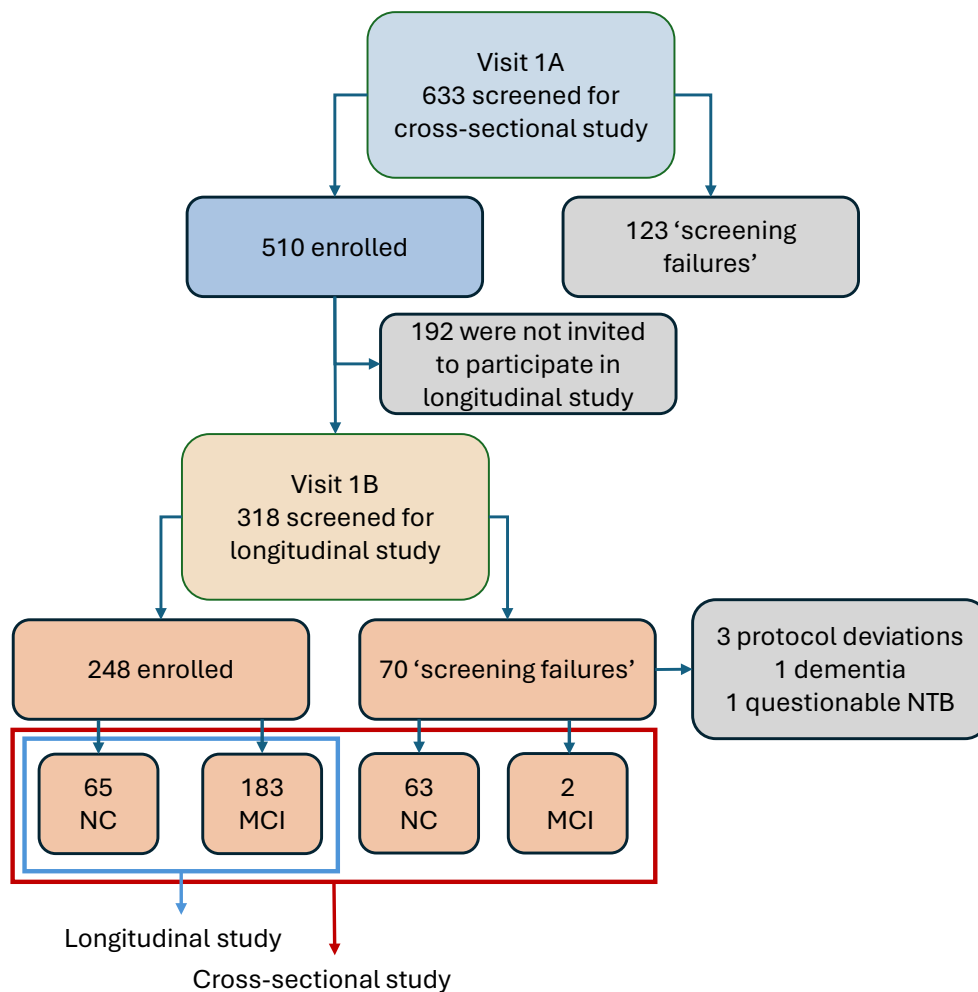 Visit 1A
633 screened for
cross-sectional study
510 enrolled
123 ‘screening
failures’
192 were not invited
to participate in
longitudinal study
Visit 1B
318 screened for
longitudinal study
248 enrolled
70 ‘screening failures’
3 protocol deviations
1 dementia
1 questionable NTB
65
NC
183
MCI
63
NC
2
MCI
Longitudinal study
Cross-sectional study